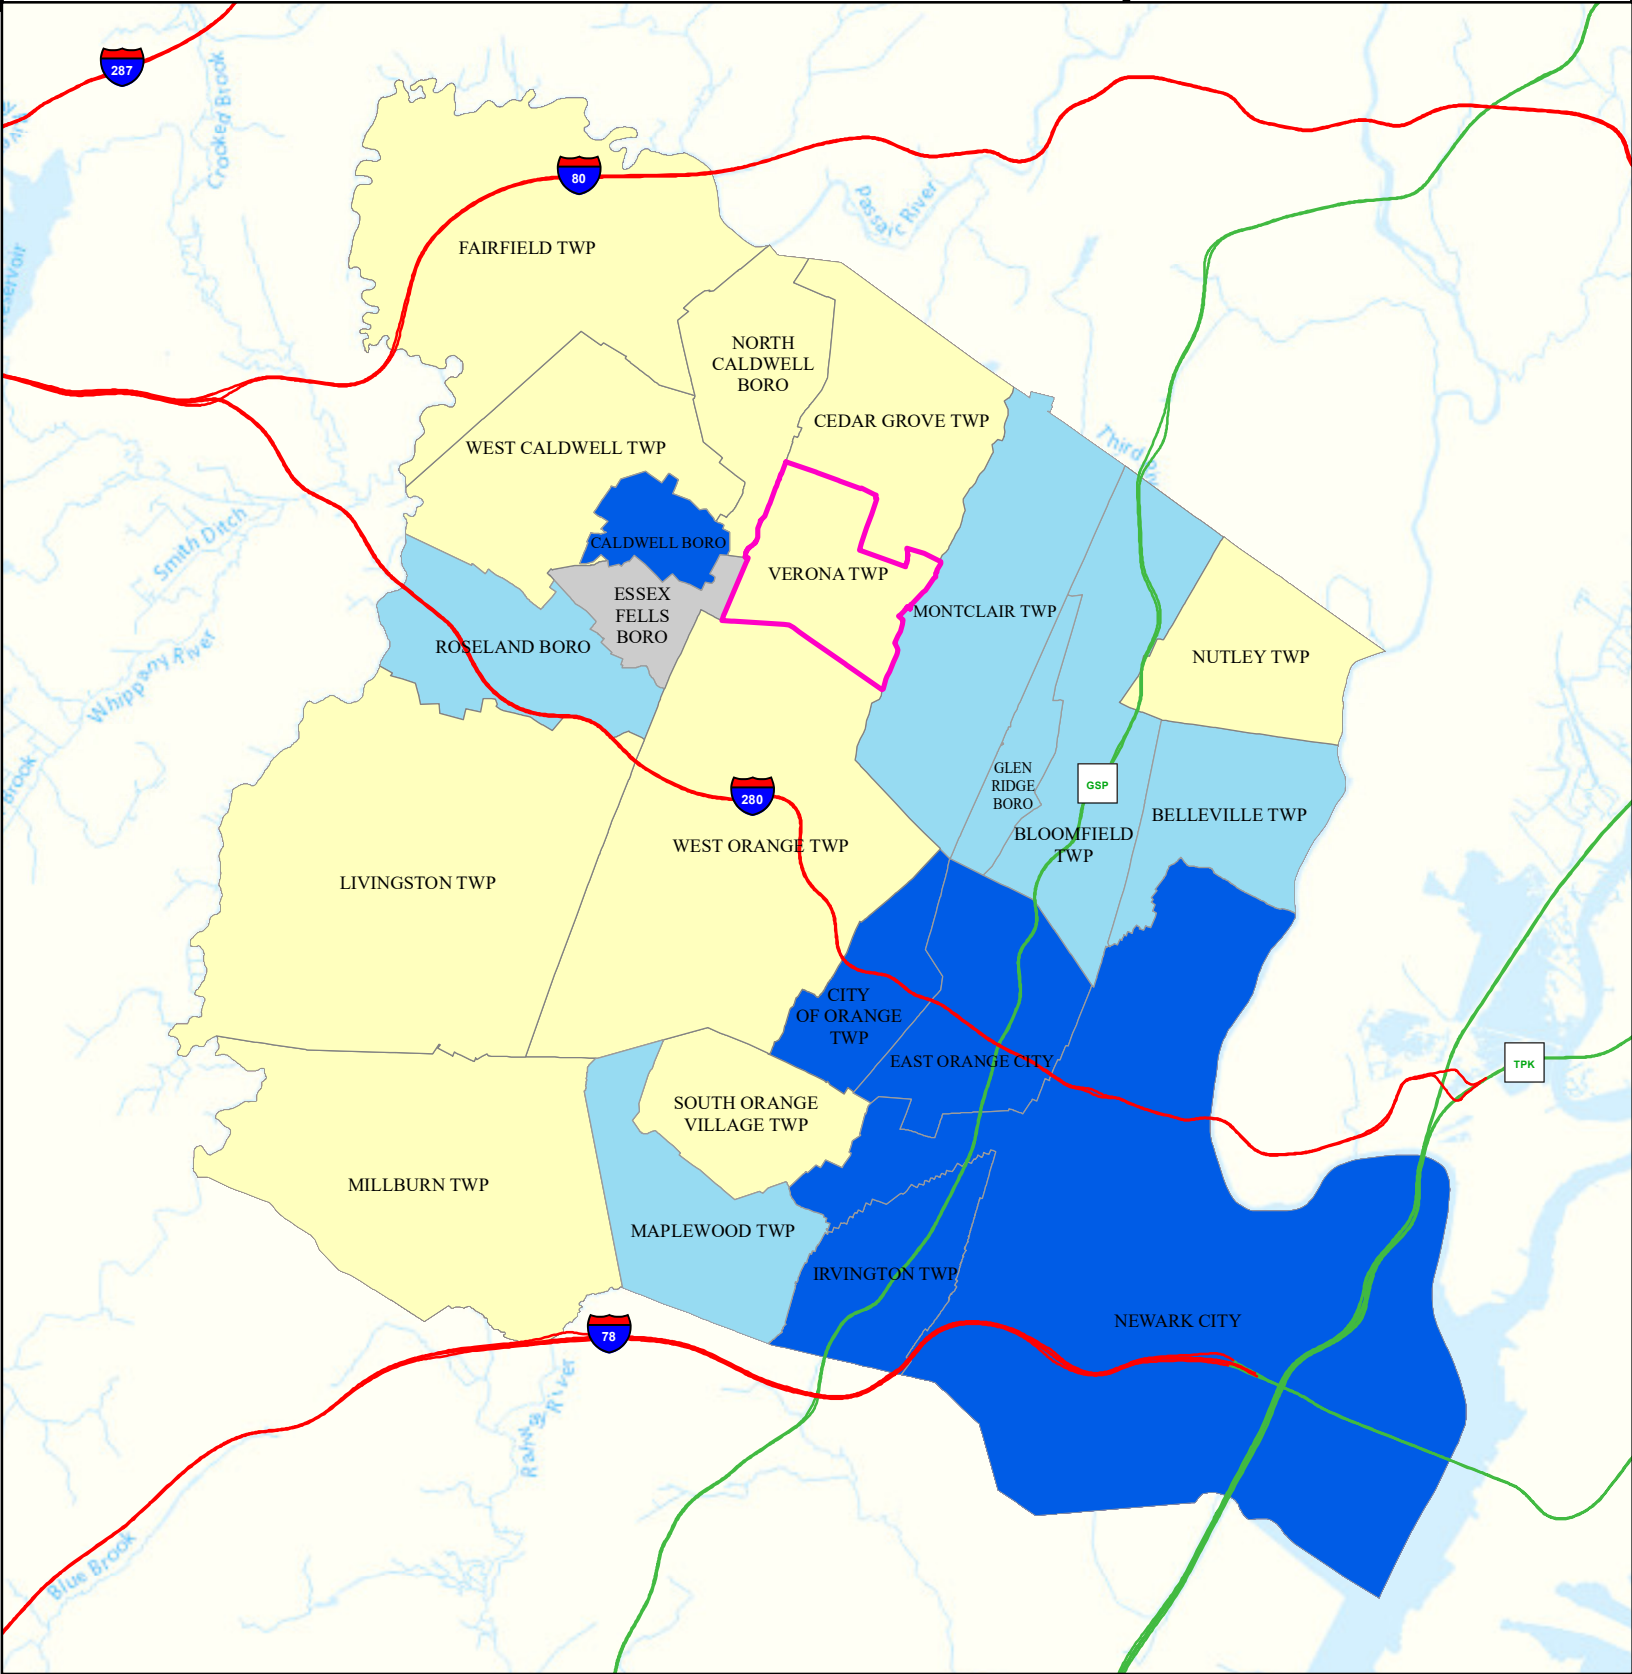 287
Crooked Brook
80
Passaic River
FAIRFIELD TWP
NORTH
CALDWELL
BORO
CEDAR GROVE TWP
WEST CALDWELL TWP
Third
Smith Ditch
CALDWELL BORO
VERONA TWP
ESSEX
FELLS
BORO
MONTCLAIR TWP
ROSELAND BORO
NUTLEY TWP
Whippany River
Brook
GLEN
RIDGE
BORO
GSP
280
BELLEVILLE TWP
BLOOMFIELD
TWP
WEST ORANGE TWP
LIVINGSTON TWP
CITY
OF ORANGE
TWP
EAST ORANGE CITY
TPK
SOUTH ORANGE
VILLAGE TWP
MILLBURN TWP
MAPLEWOOD TWP
IRVINGTON TWP
NEWARK CITY
78
River
Blue Brook